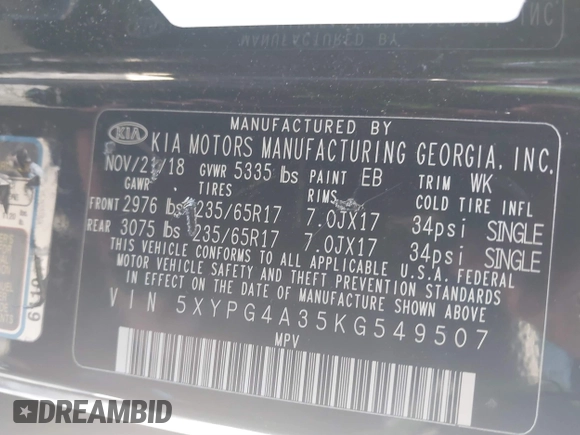 MANUFACTURED BY
KIA KIA MOTORS MANUFACTURING GEORGIA, INC.
NOV/ /18 GVWR 5335 lbs PAINT EB TRIM WK
GAWR TIRES RIMS COLD TIRE INFL
FRONT 2976 lbs 235/65R17 7.0JX17 34psi SINGLE
REAR 3075 lbs 235/65R17 7.0JX17 34psi SINGLE
THIS VEHICLE CONFORMS TO ALL APPLICABLE U.S.A. FEDERAL
MOTOR VEHICLE SAFETY AND THEFT PREVENTION STANDARDS
IN EFFECT ON THE DATE OF MANUFACTURE SHOWN ABOVE
VIN 5XYPG4A35KG549507
MPV
DREAMBID